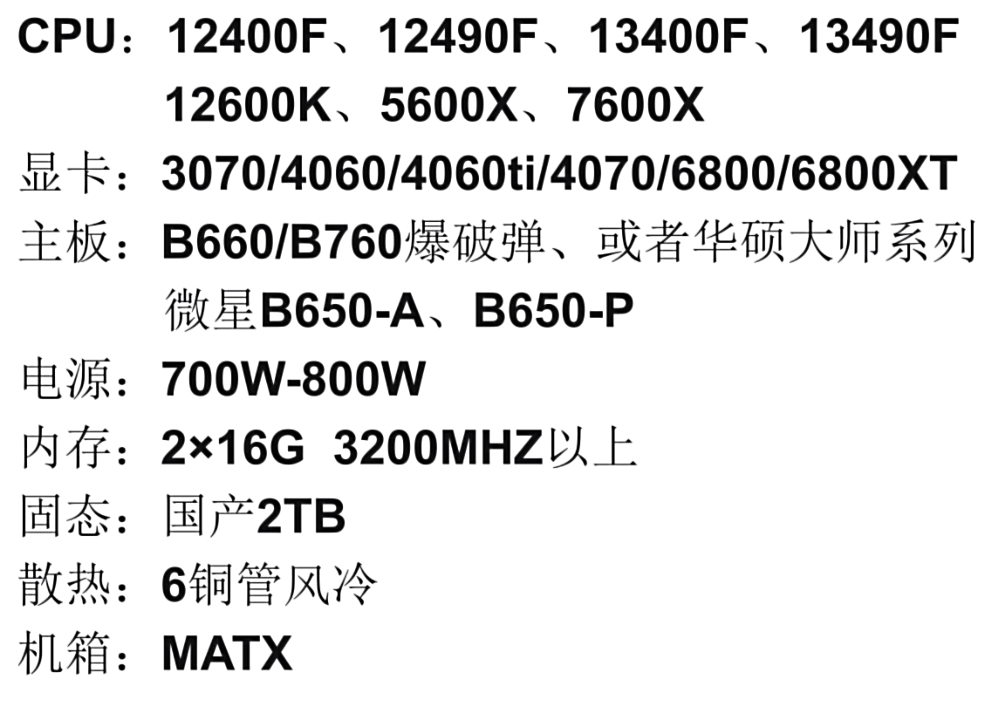 CPU：12400F、12490F、13400F、13490F
12600K、5600X、7600X
显卡：3070/4060/4060ti/4070/6800/6800XT
主板：B660/B760爆破弹、或者华硕大师系列
微星B650-A、B650-P
电源：700W-800W
内存：2×16G 3200MHZ以上
固态：国产2TB
散热：6铜管风冷
机箱：MATX